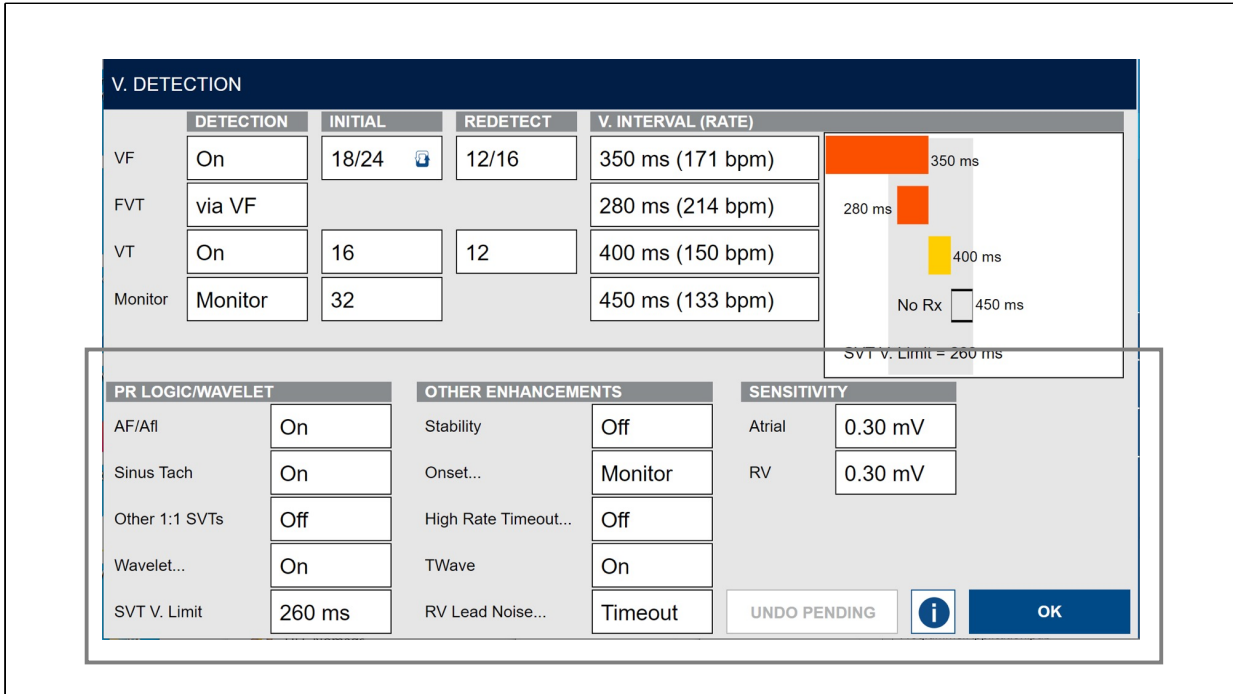 V. DETECTION
DETECTION INITIAL REDETECT V. INTERVAL (RATE)
VF On 18/24 12/16 350 ms (171 bpm) 350 ms
FVT via VF 280 ms (214 bpm) 280 ms
VT On 16 12 400 ms (150 bpm) 400 ms
Monitor Monitor 32 450 ms (133 bpm) No Rx 450 ms
SVT V. Limit = 260 ms
PR LOGIC/WAVELET OTHER ENHANCEMENTS SENSITIVITY
AF/Afl On Stability Off Atrial 0.30 mV
Sinus Tach On Onset... Monitor RV 0.30 mV
Other 1:1 SVTs Off High Rate Timeout... Off
Wavelet... On TWave On
SVT V. Limit 260 ms RV Lead Noise... Timeout UNDO PENDING i OK